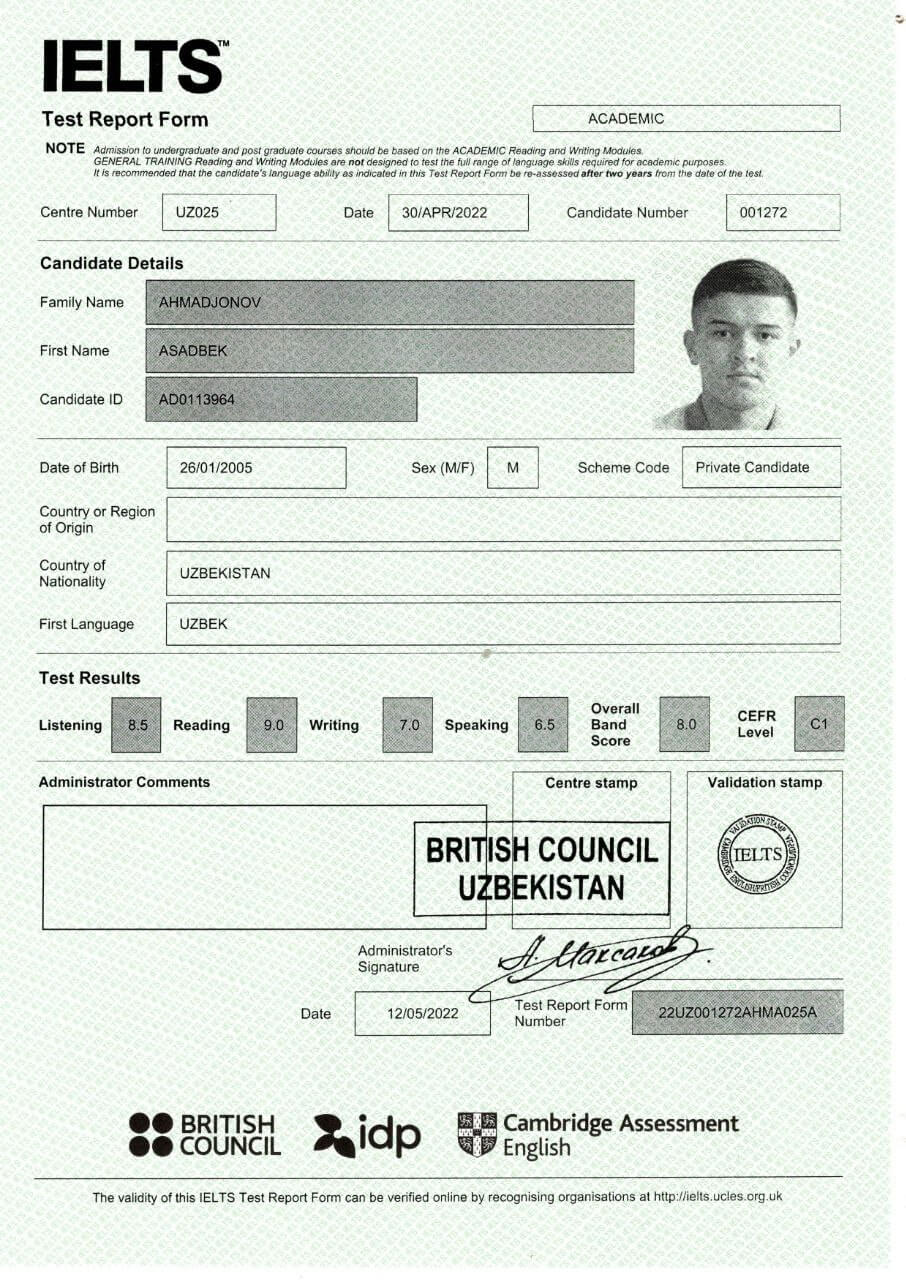 IELTS™
Test Report Form
ACADEMIC
NOTE Admission to undergraduate and post graduate courses should be based on the ACADEMIC Reading and Writing Modules.
GENERAL TRAINING Reading and Writing Modules are not designed to test the full range of language skills required for academic purposes.
It is recommended that the candidate's language ability as indicated in this Test Report Form be re-assessed after two years from the date of the test.
Centre Number UZ025 Date 30/APR/2022 Candidate Number 001272
Candidate Details
Family Name AHMADJONOV
First Name ASADBEK
Candidate ID AD0113964
Date of Birth 26/01/2005 Sex (M/F) M Scheme Code Private Candidate
Country or Region
of Origin
Country of
Nationality
UZBEKISTAN
First Language UZBEK
Test Results
Listening 8.5 Reading 9.0 Writing 7.0 Speaking 6.5 Overall Band Score 8.0 CEFR Level C1
Administrator Comments
Centre stamp
Validation stamp
BRITISH COUNCIL
UZBEKISTAN
VALIDATION STAMP
IELTS
Administrator's
Signature
Date 12/05/2022
Test Report Form
Number
22UZ001272AHMA025A
BRITISH
COUNCIL
idp
Cambridge Assessment
English
The validity of this IELTS Test Report Form can be verified online by recognising organisations at http://ielts.ucles.org.uk